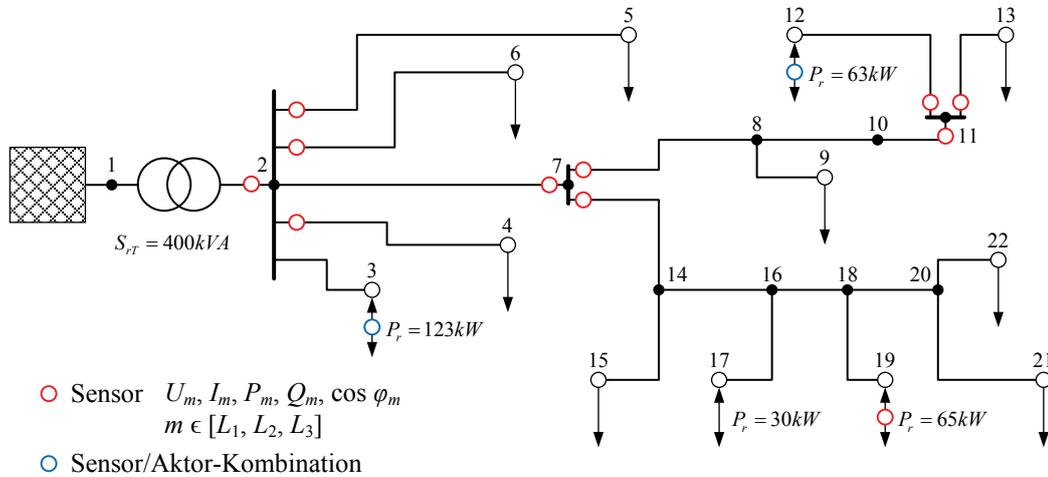 5
12
13
6
P_r = 63kW
8
10
11
1
2
7
9
S_rT = 400kVA
4
22
3
14
16
18
20
P_r = 123kW
15
17
19
21
P_r = 30kW
P_r = 65kW
Sensor U_m, I_m, P_m, Q_m, cos φ_m
m ϵ [L_1, L_2, L_3]
Sensor/Aktor-Kombination